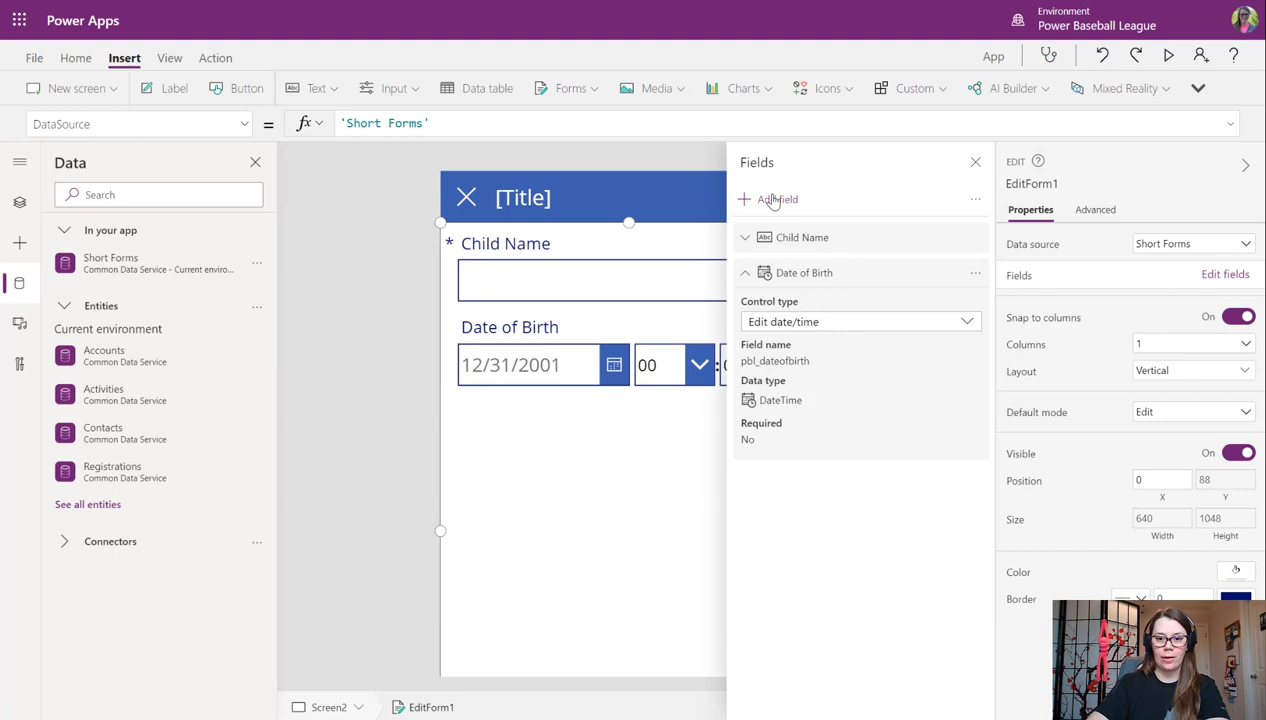 Power Apps
Environment
Power Baseball League
File
Home
Insert
View
Action
App
New screen
Label
Button
Text
Input
Data table
Forms
Media
Charts
Icons
Custom
AI Builder
Mixed Reality
DataSource
=
fx
'Short Forms'
Data
Search
In your app
Short Forms
Common Data Service - Current enviro...
Entities
Current environment
Accounts
Common Data Service
Activities
Common Data Service
Contacts
Common Data Service
Registrations
Common Data Service
See all entities
Connectors
[Title]
* Child Name
Date of Birth
12/31/2001
00
:
Screen2
EditForm1
Fields
Add field
Abc Child Name
Date of Birth
Control type
Edit date/time
Field name
pbl_dateofbirth
Data type
DateTime
Required
No
EDIT
EditForm1
Properties
Advanced
Data source
Short Forms
Fields
Edit fields
Snap to columns
On
Columns
1
Layout
Vertical
Default mode
Edit
Visible
On
Position
0
88
X
Y
Size
640
1048
Width
Height
Color
Border
0